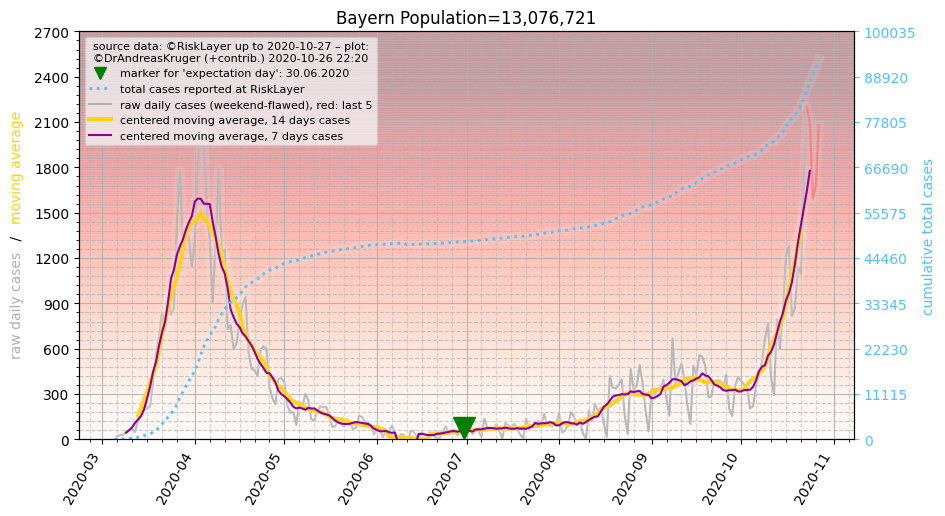 Bayern Population=13,076,721
source data: ©RiskLayer up to 2020-10-27 – plot:
©DrAndreasKruger (+contrib.) 2020-10-26 22:20
marker for 'expectation day': 30.06.2020
total cases reported at RiskLayer
raw daily cases (weekend-flawed), red: last 5
centered moving average, 14 days cases
centered moving average, 7 days cases
raw daily cases / moving average
2700
2400
2100
1800
1500
1200
900
600
300
0
100035
88920
77805
66690
55575
44460
33345
22230
11115
0
cumulative total cases
2020-03
2020-04
2020-05
2020-06
2020-07
2020-08
2020-09
2020-10
2020-11